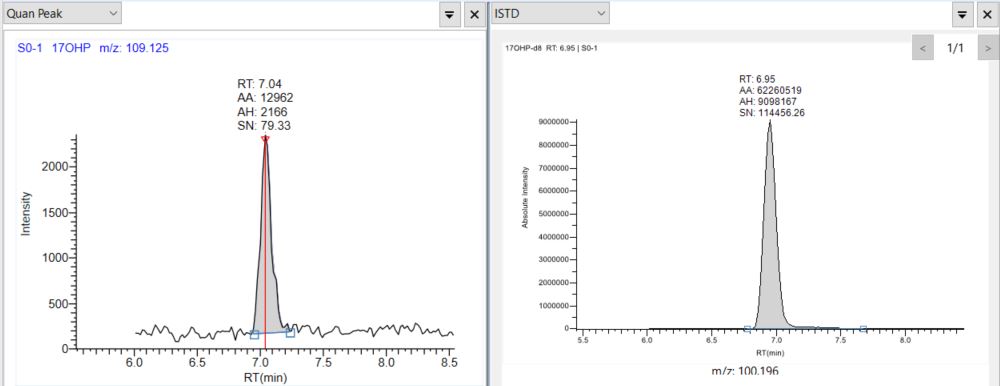 Quan Peak
ISTD
S0-1 17OHP m/z: 109.125
RT: 7.04
AA: 12962
AH: 2166
SN: 79.33
2000
1500
1000
500
0
Intensity
6.0 6.5 7.0 7.5 8.0 8.5
RT(min)
17OHP-d8 RT: 6.95 | S0-1
< 1/1 >
RT: 6.95
AA: 62260519
AH: 9098167
SN: 114456.26
9000000
8000000
7000000
6000000
5000000
4000000
3000000
2000000
1000000
0
Absolute Intensity
5.5 6.0 6.5 7.0 7.5 8.0
RT(min)
m/z: 100.196